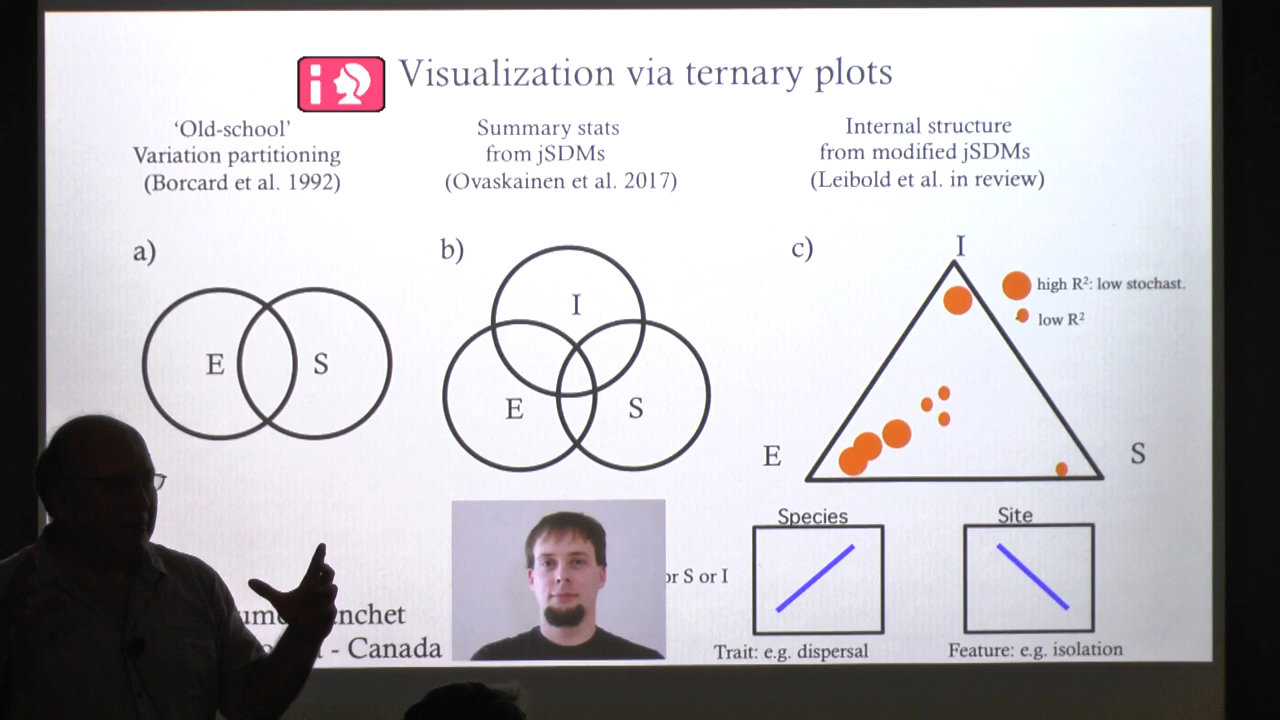 i
Visualization via ternary plots
‘Old-school’
Variation partitioning
(Borcard et al. 1992)
Summary stats
from jSDMs
(Ovaskainen et al. 2017)
Internal structure
from modified jSDMs
(Leibold et al. in review)
a)
E
S
b)
I
E
S
c)
I
E
S
high R²: low stochast.
low R²
or S or I
- Canada
Species
Site
Trait: e.g. dispersal
Feature: e.g. isolation